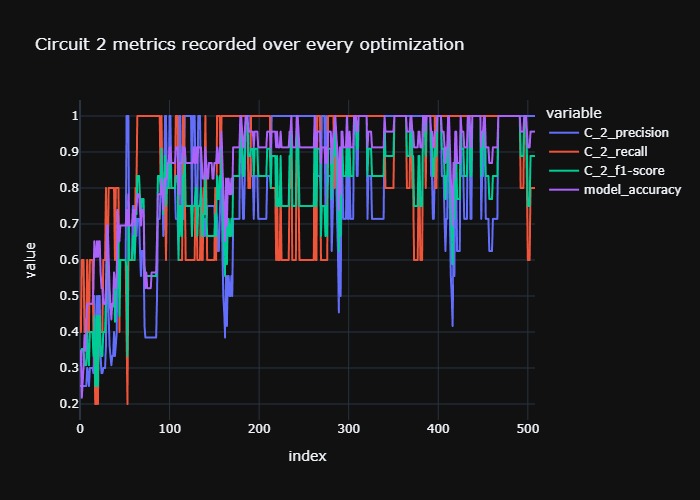 Circuit 2 metrics recorded over every optimization
variable
C_2_precision
C_2_recall
C_2_f1-score
model_accuracy
1
0.9
0.8
0.7
0.6
0.5
0.4
0.3
0.2
value
0 100 200 300 400 500
index